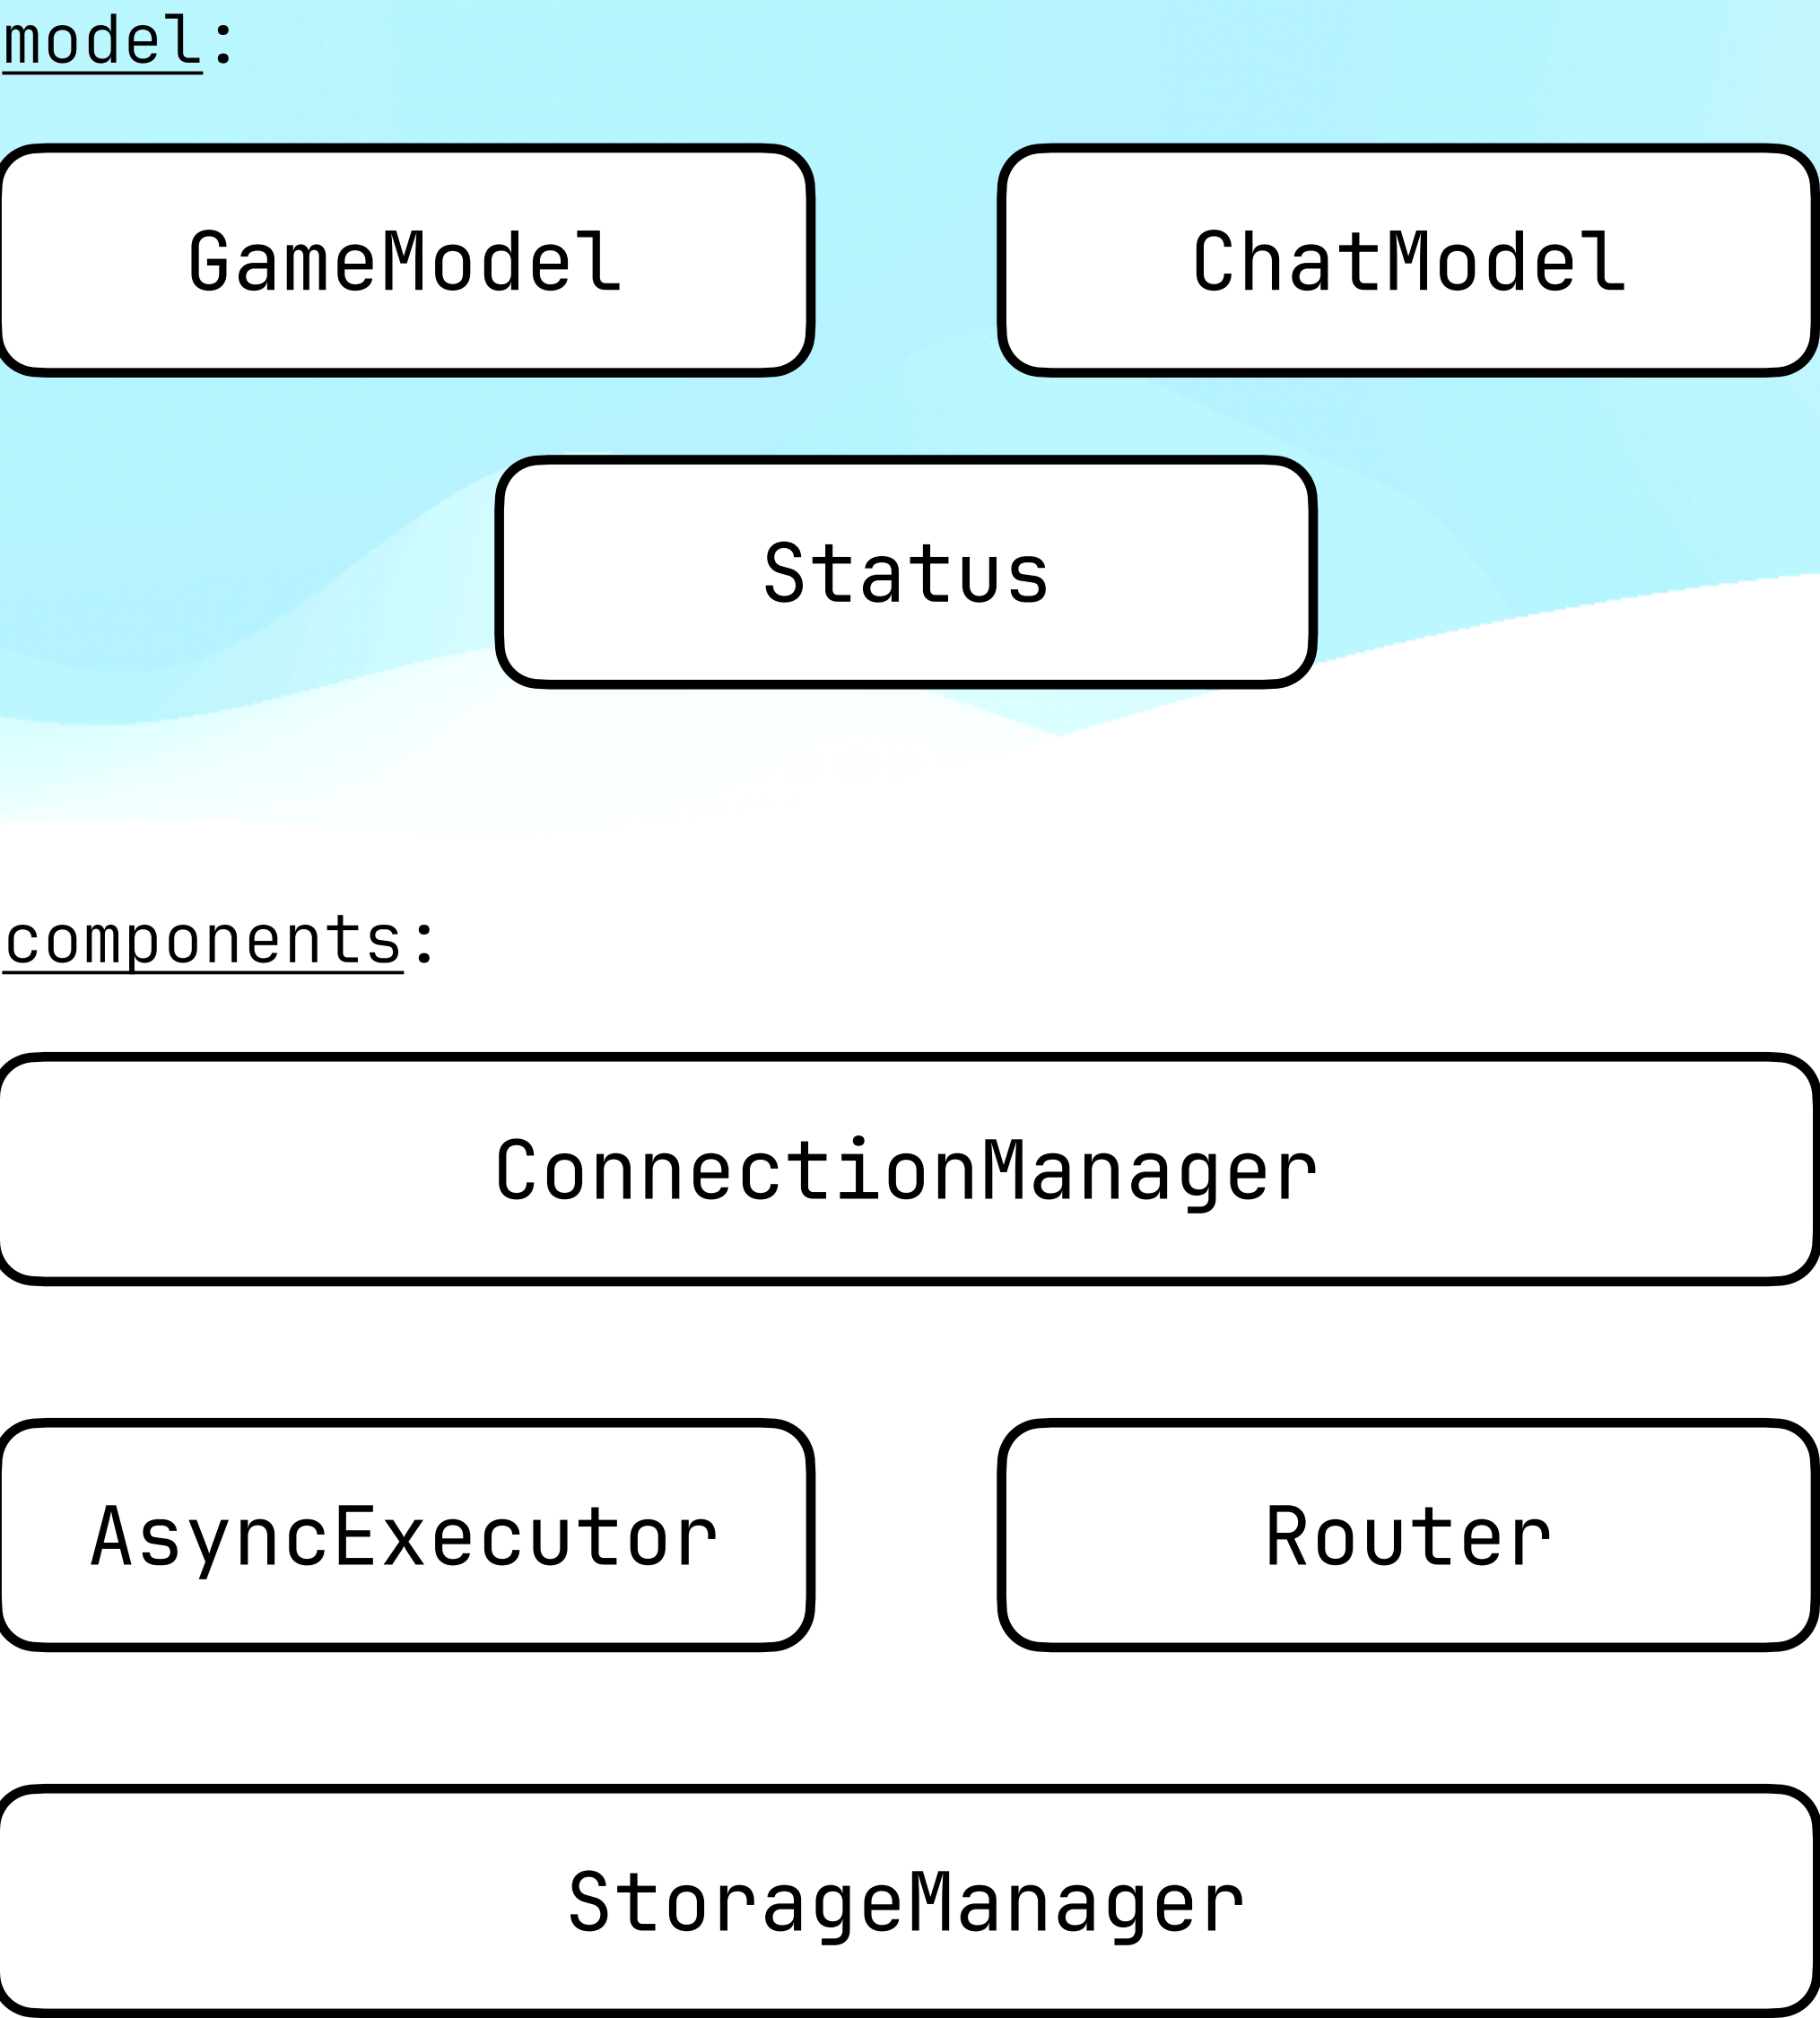 model:
GameModel
ChatModel
Status
components:
ConnectionManager
AsyncExecutor
Router
StorageManager